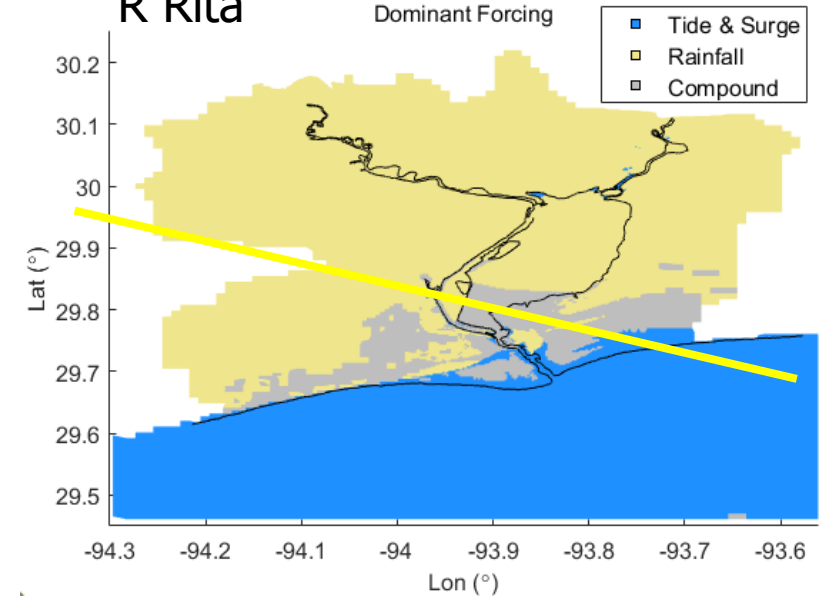 R Rita
Dominant Forcing
Tide & Surge
Rainfall
Compound
30.2
30.1
30
29.9
29.8
29.7
29.6
29.5
Lat (°)
-94.3 -94.2 -94.1 -94 -93.9 -93.8 -93.7 -93.6
Lon (°)